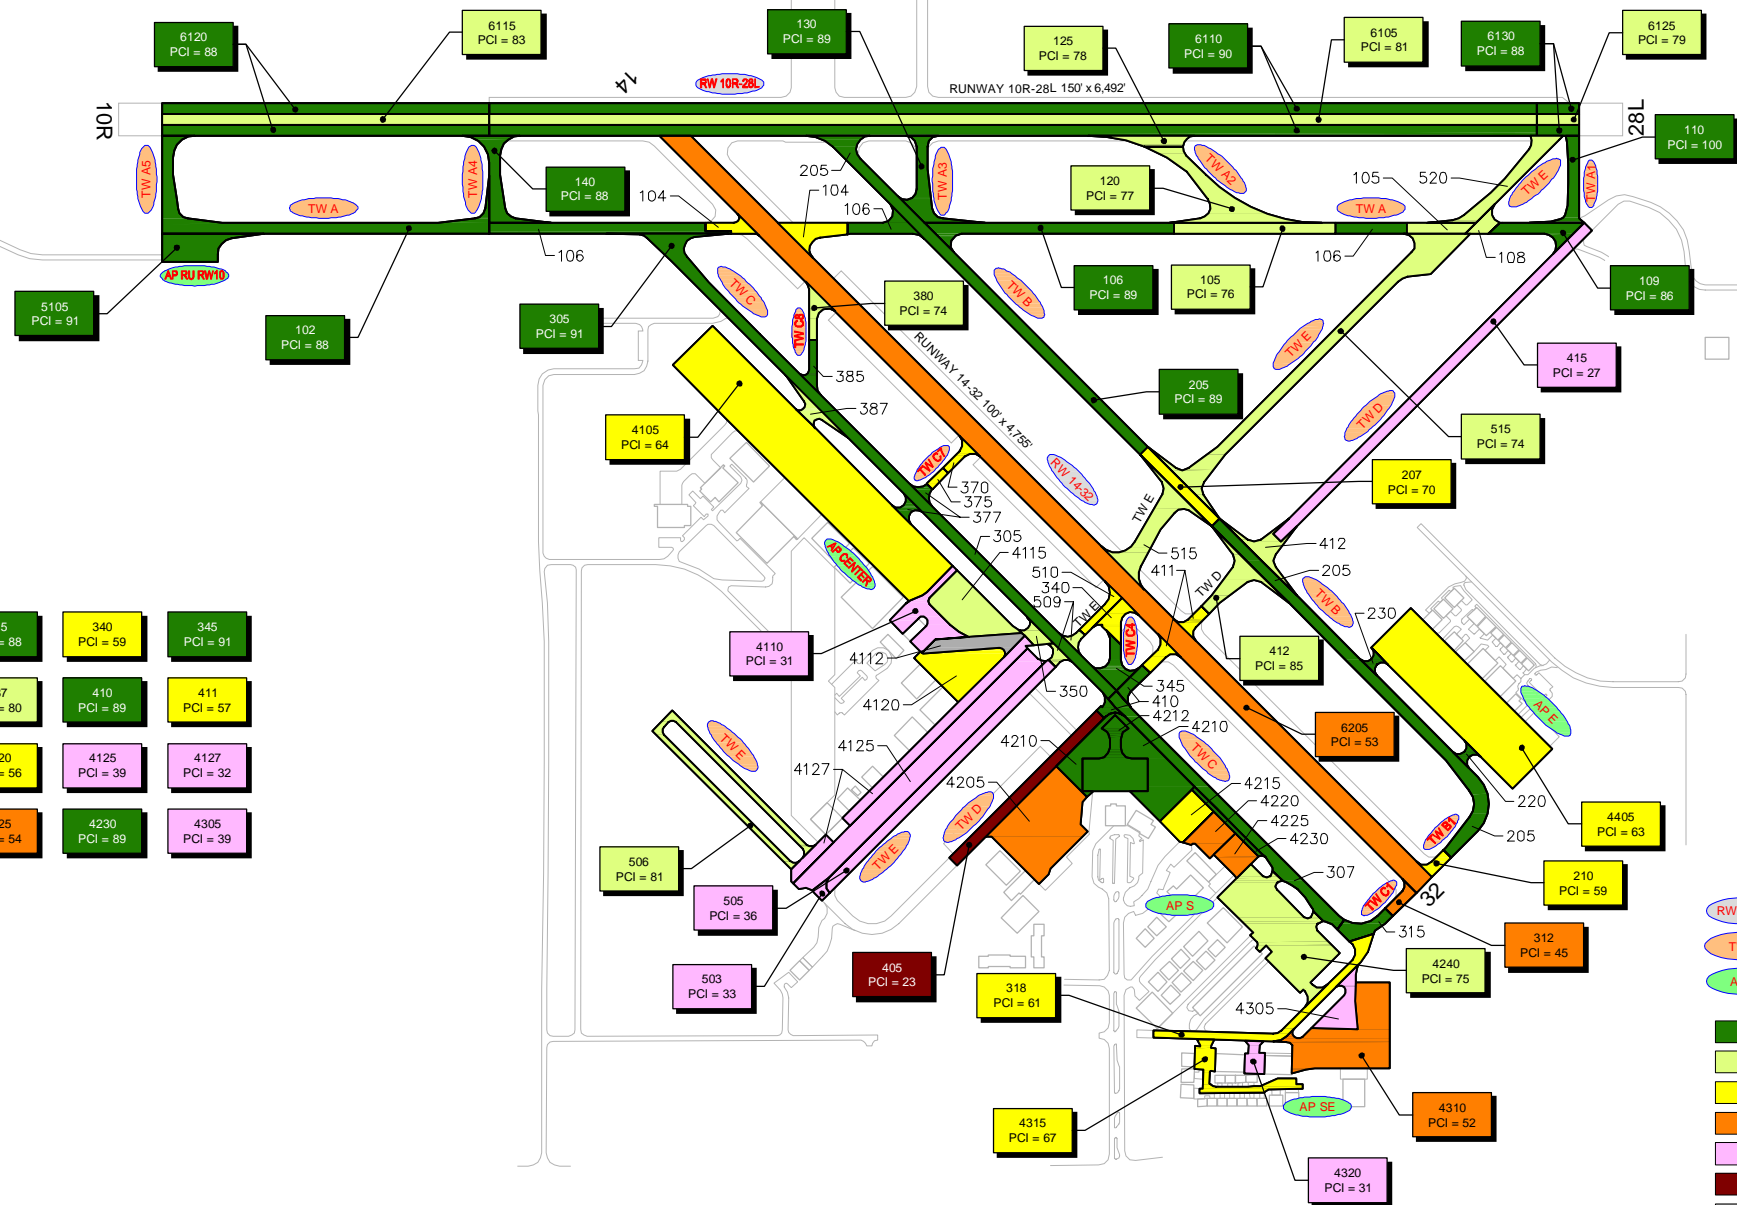 6120
PCI = 88
6115
PCI = 83
130
PCI = 89
125
PCI = 78
6110
PCI = 90
6105
PCI = 81
6130
PCI = 88
6125
PCI = 79
14
RW 10R-28L
RUNWAY 10R-28L 150' x 6,492'
10R
28L
110
PCI = 100
TW A5
TW A4
TW A3
TW A2
TW E
TW A1
205
140
PCI = 88
120
PCI = 77
105
520
TW A
104
104
106
TW A
106
106
108
AP RU RW10
5105
PCI = 91
102
PCI = 88
305
PCI = 91
TW C
TW C8
380
PCI = 74
TW B
106
PCI = 89
105
PCI = 76
109
PCI = 86
TW E
415
PCI = 27
RUNWAY 14-32 100' x 4,755'
385
387
205
PCI = 89
TW D
515
PCI = 74
4105
PCI = 64
TW C7
370
375
377
RW 14-32
207
PCI = 70
TW E
305
4115
AP CENTER
515
412
205
510
340
509
411
TW E
TW D
TW B
230
TW C4
412
PCI = 85
4110
PCI = 31
4112
4120
350
345
410
4212
4210
4210
TW C
6205
PCI = 53
AP E
5
= 88
340
PCI = 59
345
PCI = 91
7
= 80
410
PCI = 89
411
PCI = 57
20
= 56
4125
PCI = 39
4127
PCI = 32
25
= 54
4230
PCI = 89
4305
PCI = 39
TW E
4125
4127
4205
TW D
4215
4220
4225
4230
220
205
4405
PCI = 63
TW B1
506
PCI = 81
TW E
505
PCI = 36
503
PCI = 33
405
PCI = 23
307
AP S
TW C1
32
210
PCI = 59
315
312
PCI = 45
4240
PCI = 75
318
PCI = 61
4305
RW
T
A
4315
PCI = 67
AP SE
4310
PCI = 52
4320
PCI = 31